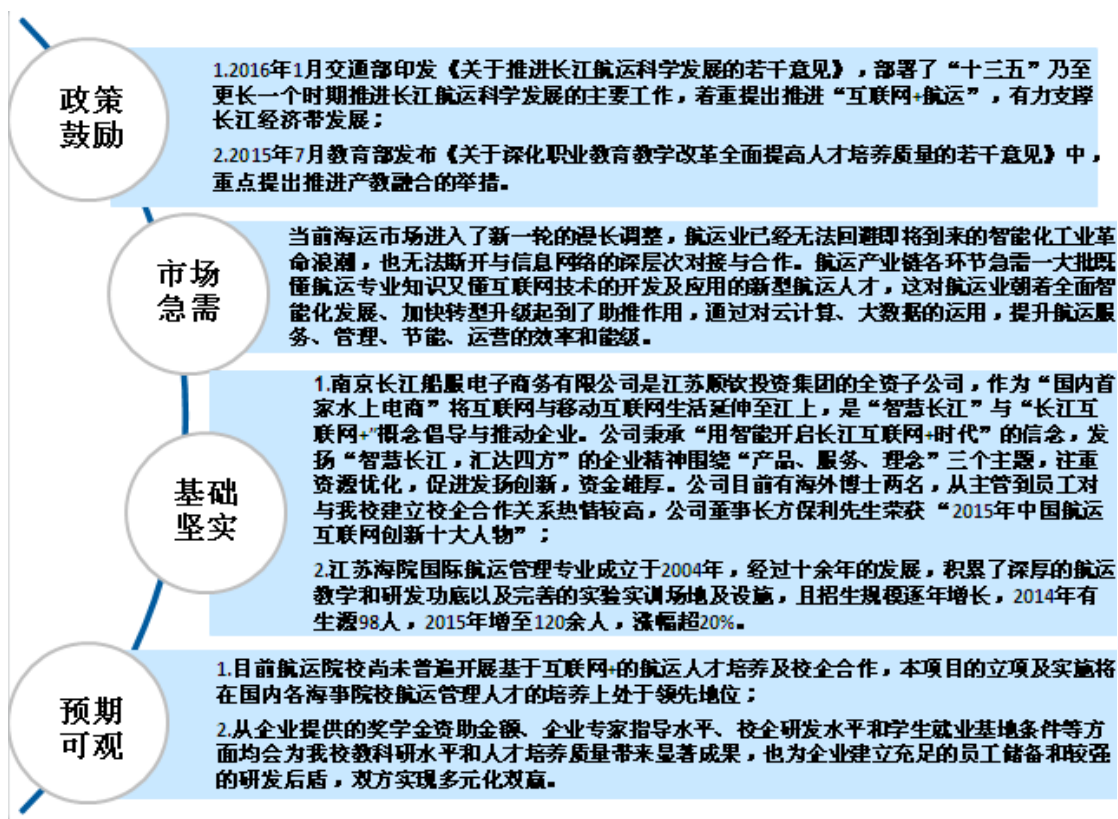 政策
鼓励
1.2016年1月交通部印发《关于推进长江航运科学发展的若干意见》，部署了“十三五”乃至
更长一个时期推进长江航运科学发展的主要工作，着重提出推进“互联网+航运”，有力支撑
长江经济带发展；
2.2015年7月教育部发布《关于深化职业教育教学改革全面提高人才培养质量的若干意见》中，
重点提出推进产教融合的举措。
市场
急需
当前海运市场进入了新一轮的漫长调整，航运业已经无法回避即将到来的智能化工业革
命浪潮，也无法断开与信息网络的深层次对接与合作。航运产业链各环节急需一大批既
懂航运专业知识又懂互联网技术的开发及应用的新型航运人才，这对航运业朝着全面智
能化发展、加快转型升级起到了助推作用，通过对云计算、大数据的运用，提升航运服
务、管理、节能、运营的效率和能级。
基础
坚实
1.南京长江船服电子商务有限公司是江苏顺钦投资集团的全资子公司，作为“国内首
家水上电商”将互联网与移动互联网生活延伸至江上，是“智慧长江”与“长江互
联网+”概念倡导与推动企业。公司秉承“用智能开启长江互联网+时代”的信念，发
扬“智慧长江，汇达四方”的企业精神围绕“产品、服务、理念”三个主题，注重
资源优化，促进发扬创新，资金雄厚。公司目前有海外博士两名，从主管到员工对
与我校建立校企合作关系热情较高，公司董事长方保利先生荣获“2015年中国航运
互联网创新十大人物”；
2.江苏海院国际航运管理专业成立于2004年，经过十余年的发展，积累了深厚的航运
教学和研发功底以及完善的实验实训场地及设施，且招生规模逐年增长，2014年有
生源98人，2015年增至120余人，涨幅超20%。
预期
可观
1.目前航运院校尚未普遍开展基于互联网+的航运人才培养及校企合作，本项目的立项及实施将
在国内各海事院校航运管理人才的培养上处于领先地位；
2.从企业提供的奖学金资助金额、企业专家指导水平、校企研发水平和学生就业基地条件等方
面均会为我校教科研水平和人才培养质量带来显著成果，也为企业建立充足的员工储备和较强
的研发后盾，双方实现多元化双赢。